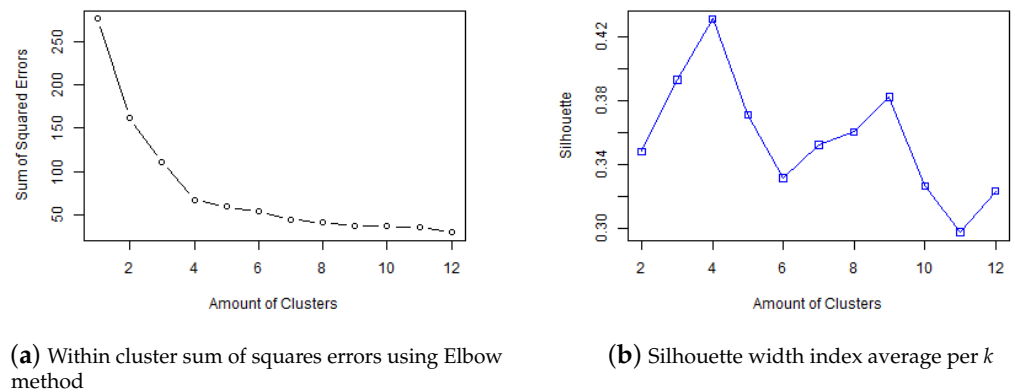 Sum of Squared Errors
250
200
150
100
50
2 4 6 8 10 12
Amount of Clusters
(a) Within cluster sum of squares errors using Elbow
method
Silhouette
0.42
0.38
0.34
0.30
2 4 6 8 10 12
Amount of Clusters
(b) Silhouette width index average per k